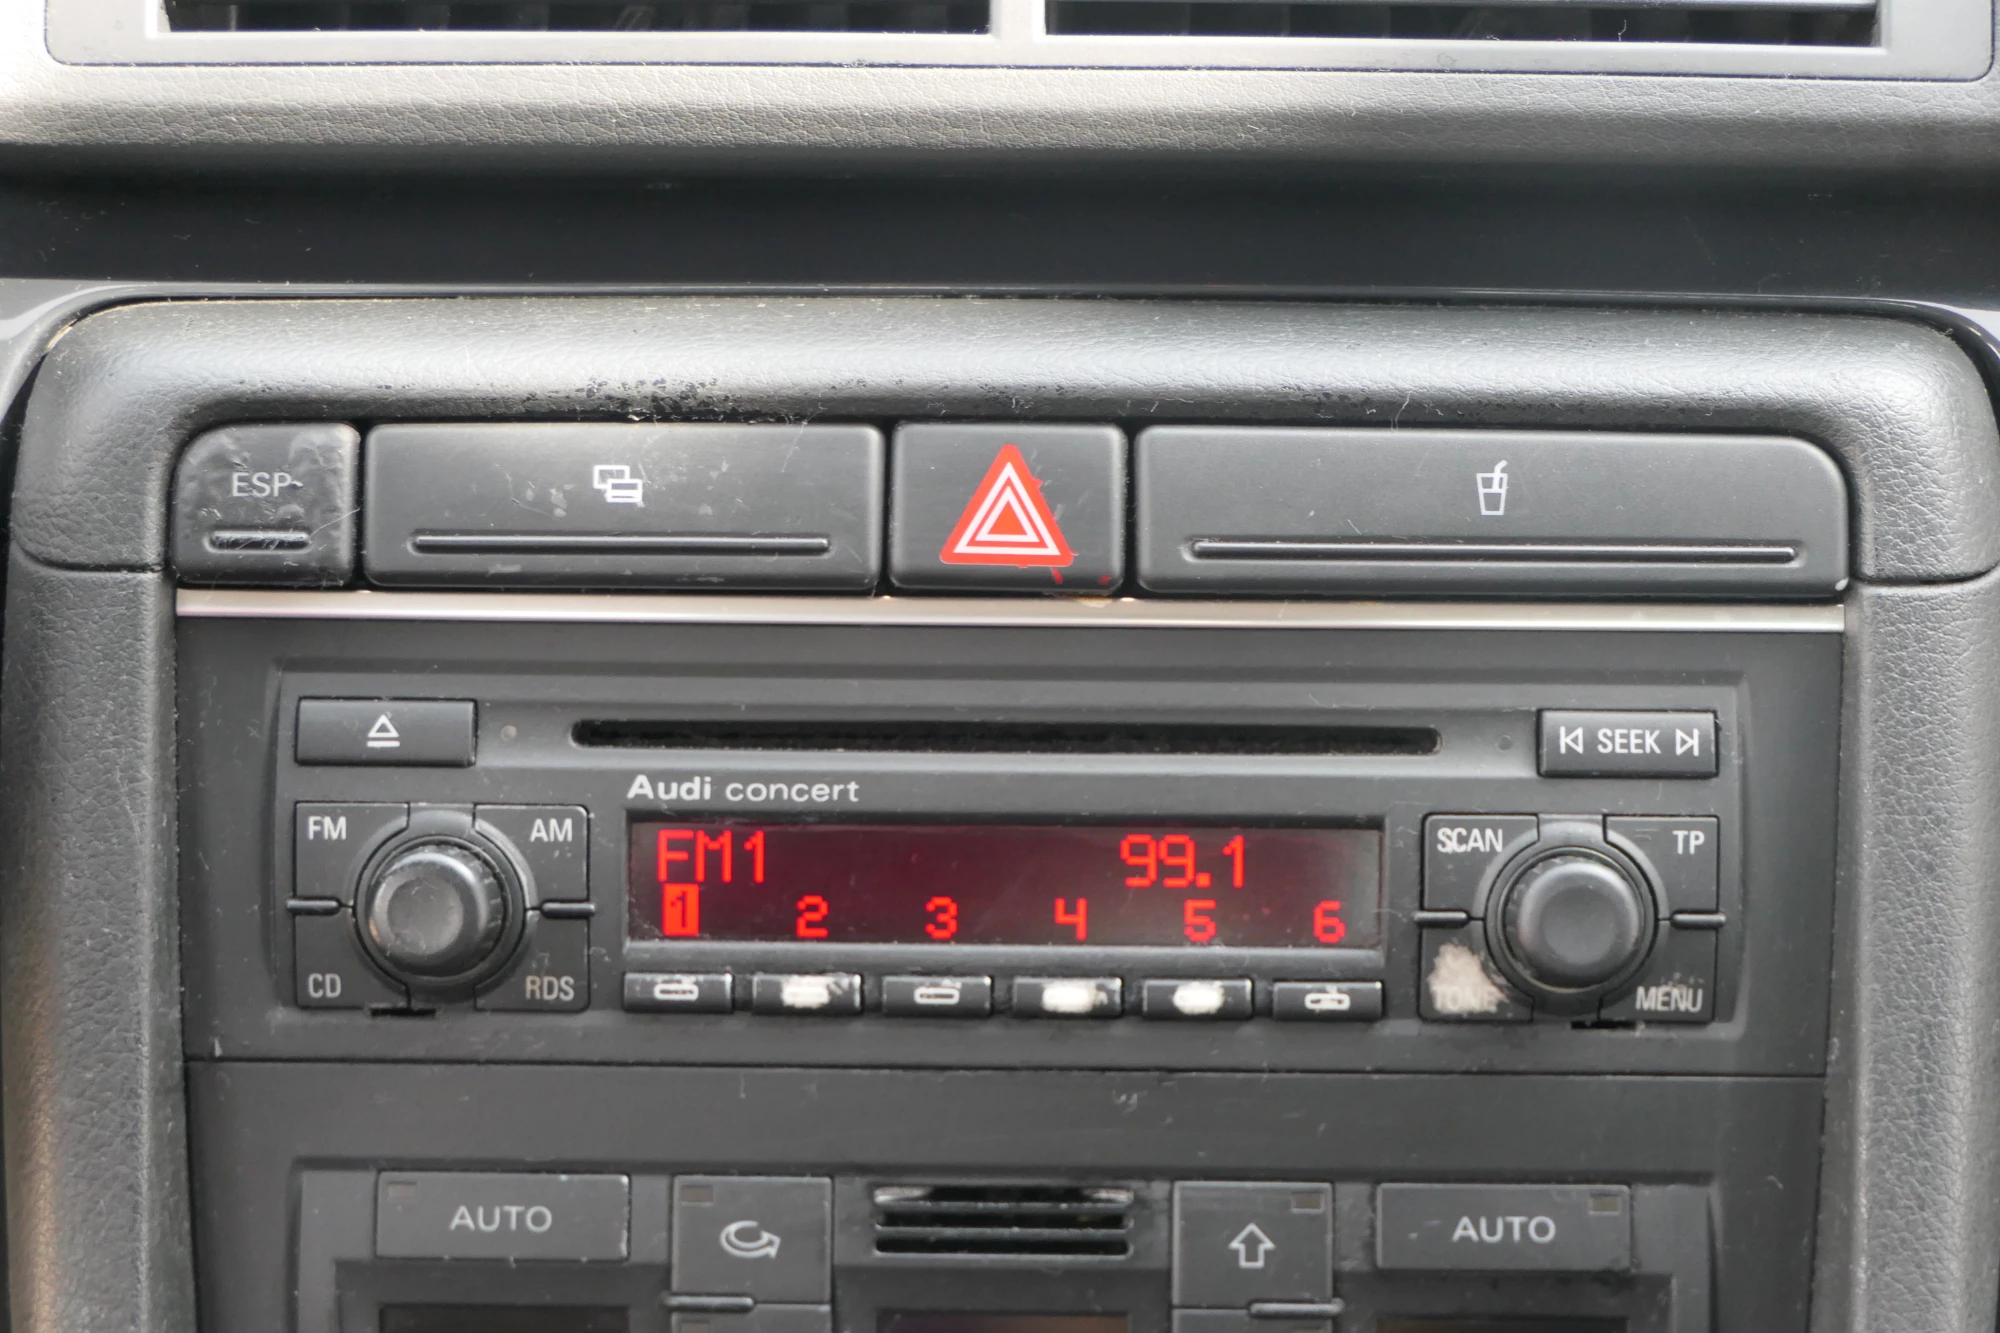 ESP
SEEK
Audi concert
FM AM
FM1 99.1
1 2 3 4 5 6
SCAN TP
CD RDS
TONE MENU
AUTO AUTO